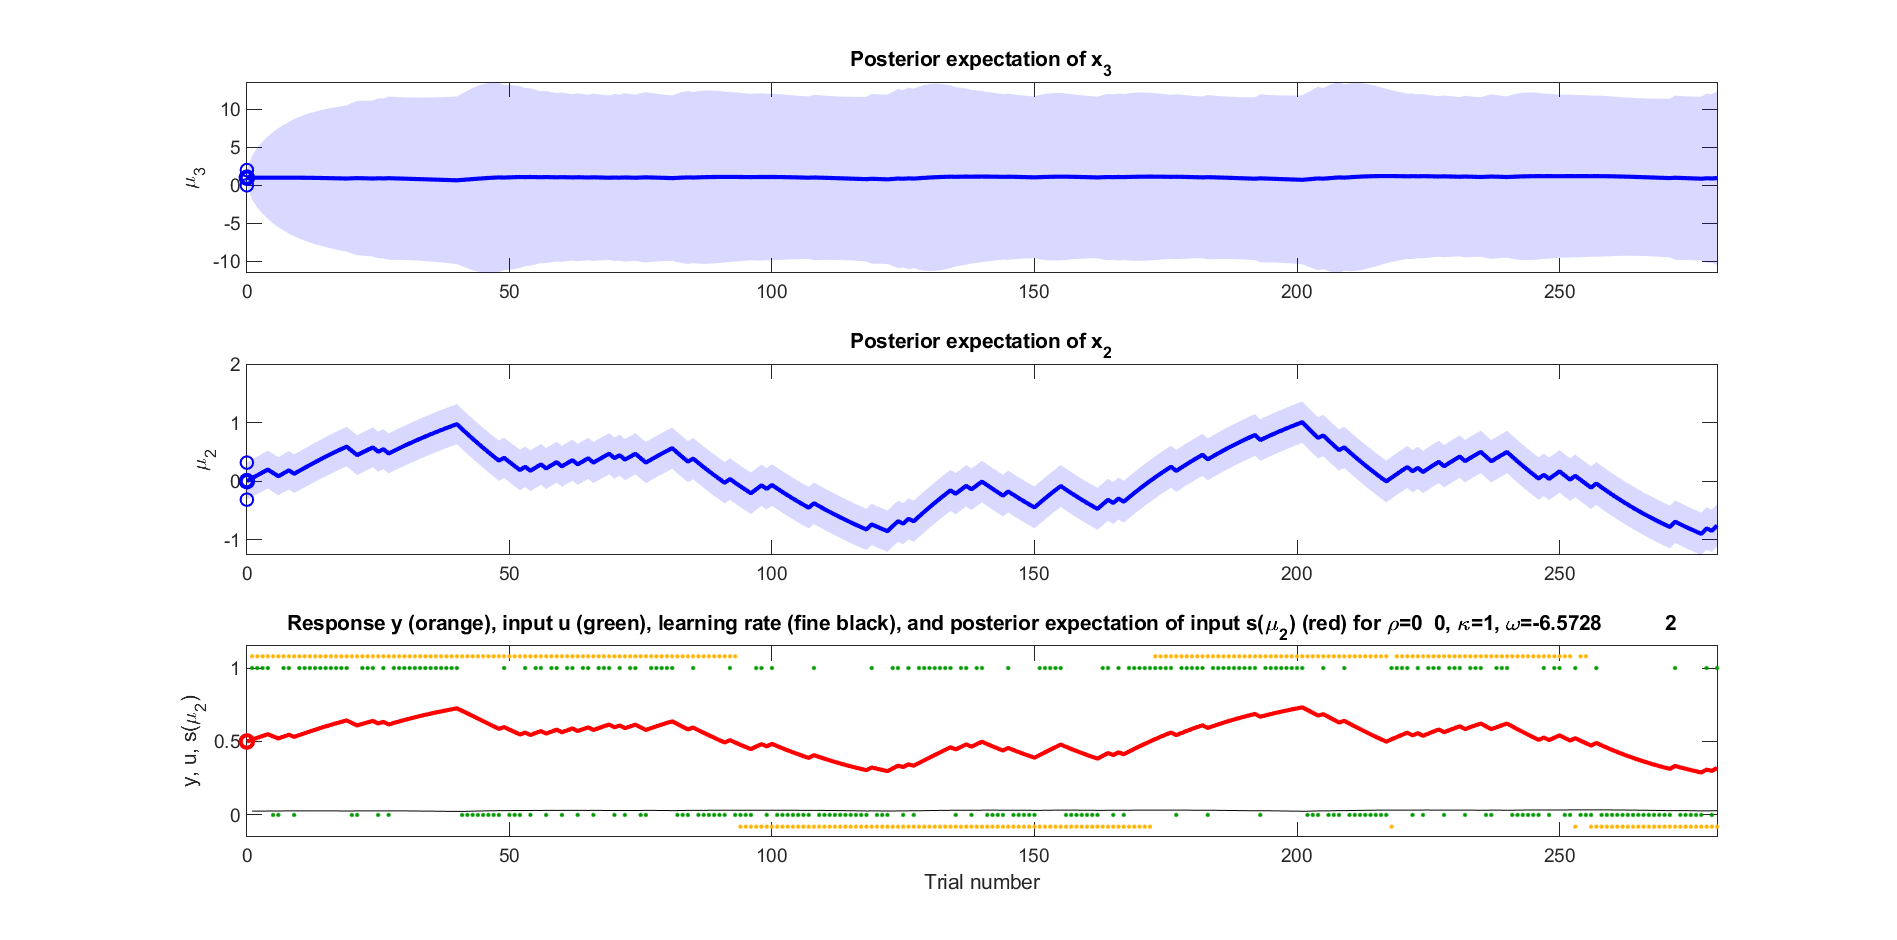 Posterior expectation of x3
μ3
10
5
0
-5
-10
0 50 100 150 200 250
Posterior expectation of x2
μ2
2
1
0
-1
0 50 100 150 200 250
Response y (orange), input u (green), learning rate (fine black), and posterior expectation of input s(μ2) (red) for ρ=0 0, κ=1, ω=-6.5728 2
y, u, s(μ2)
1
0.5
0
0 50 100 150 200 250
Trial number